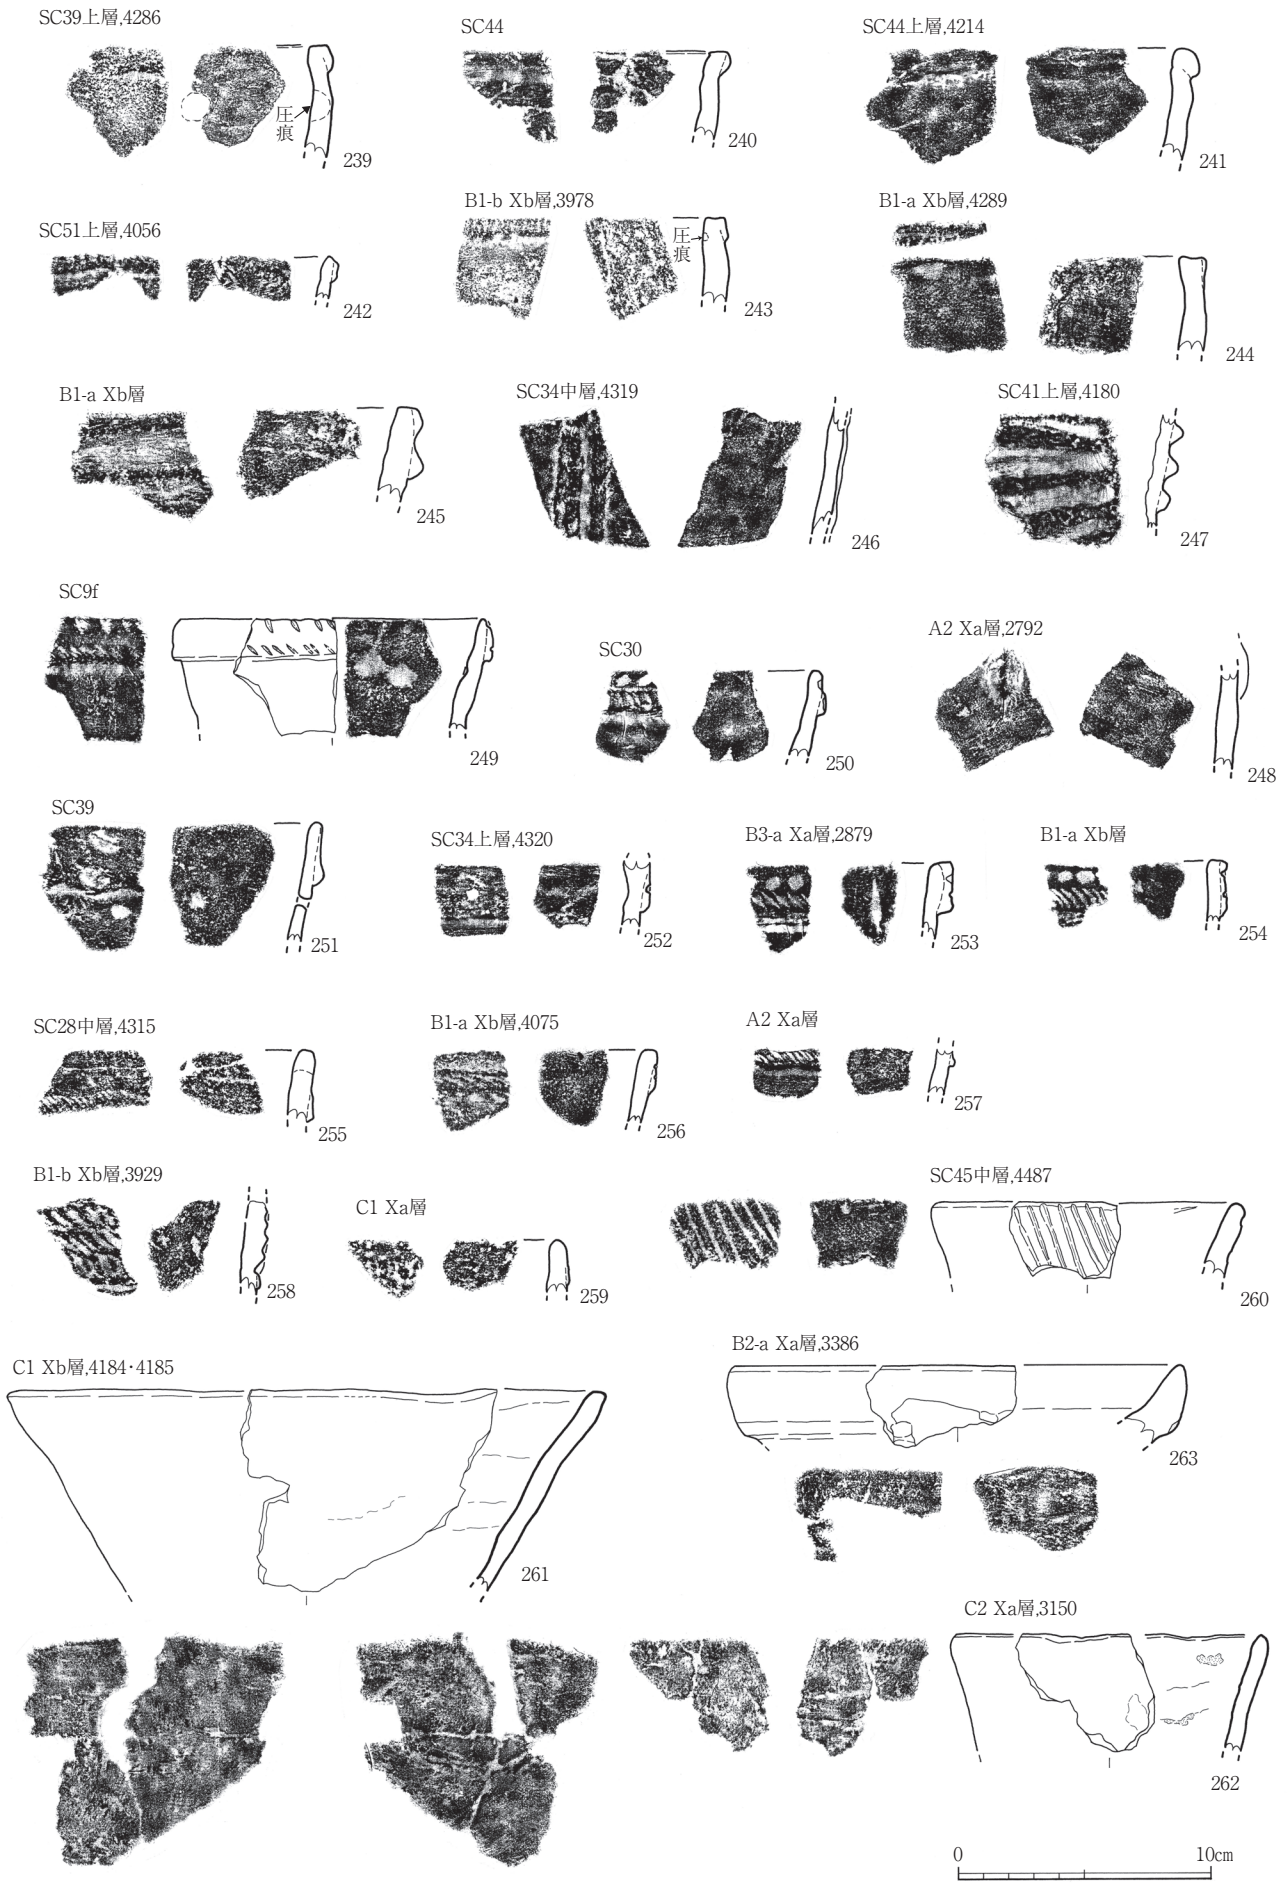 SC39上層,4286
圧痕
239
SC44
240
SC44上層,4214
241
SC51上層,4056
242
B1-b Xb層,3978
圧痕
243
B1-a Xb層,4289
244
B1-a Xb層
245
SC34中層,4319
246
SC41上層,4180
247
SC9f
249
SC30
250
A2 Xa層,2792
248
SC39
251
SC34上層,4320
252
B3-a Xa層,2879
253
B1-a Xb層
254
SC28中層,4315
255
B1-a Xb層,4075
256
A2 Xa層
257
B1-b Xb層,3929
258
C1 Xa層
259
SC45中層,4487
260
C1 Xb層,4184・4185
261
B2-a Xa層,3386
263
C2 Xa層,3150
262
0 10cm